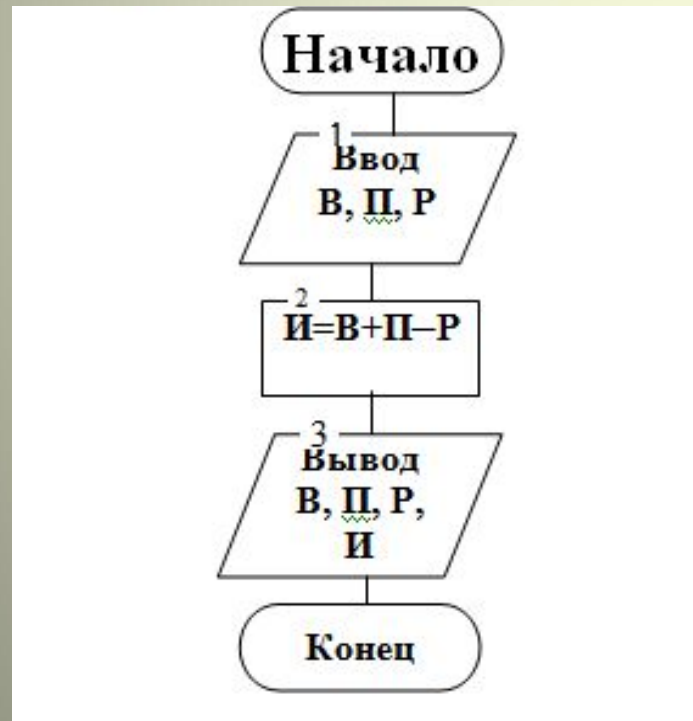 Начало
1
Ввод
В, П, Р
2
И=В+П–Р
3
Вывод
В, П, Р,
И
Конец